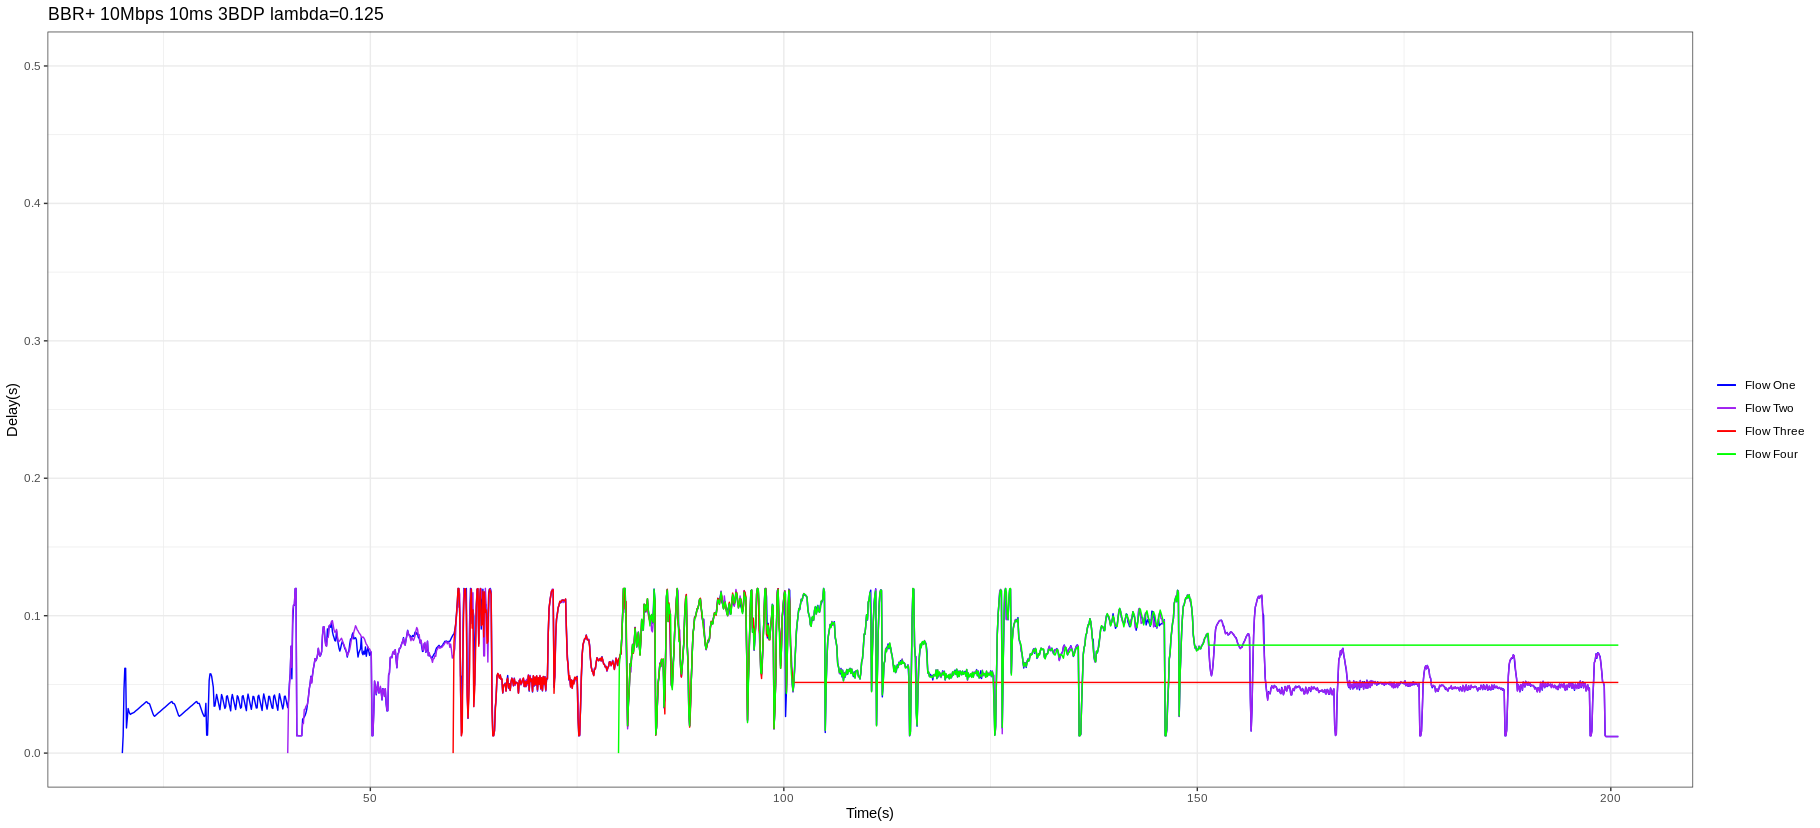 BBR+ 10Mbps 10ms 3BDP lambda=0.125
0.5
0.4
0.3
0.2
0.1
0.0
Delay(s)
50
100
150
200
Time(s)
Flow One
Flow Two
Flow Three
Flow Four